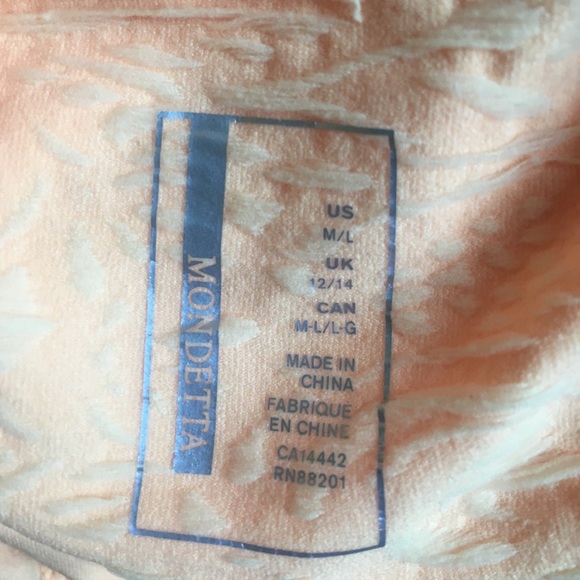 MONDETTA
US
M/L
UK
12/14
CAN
M-L/L-G
MADE IN
CHINA
FABRIQUE
EN CHINE
CA14442
RN88201